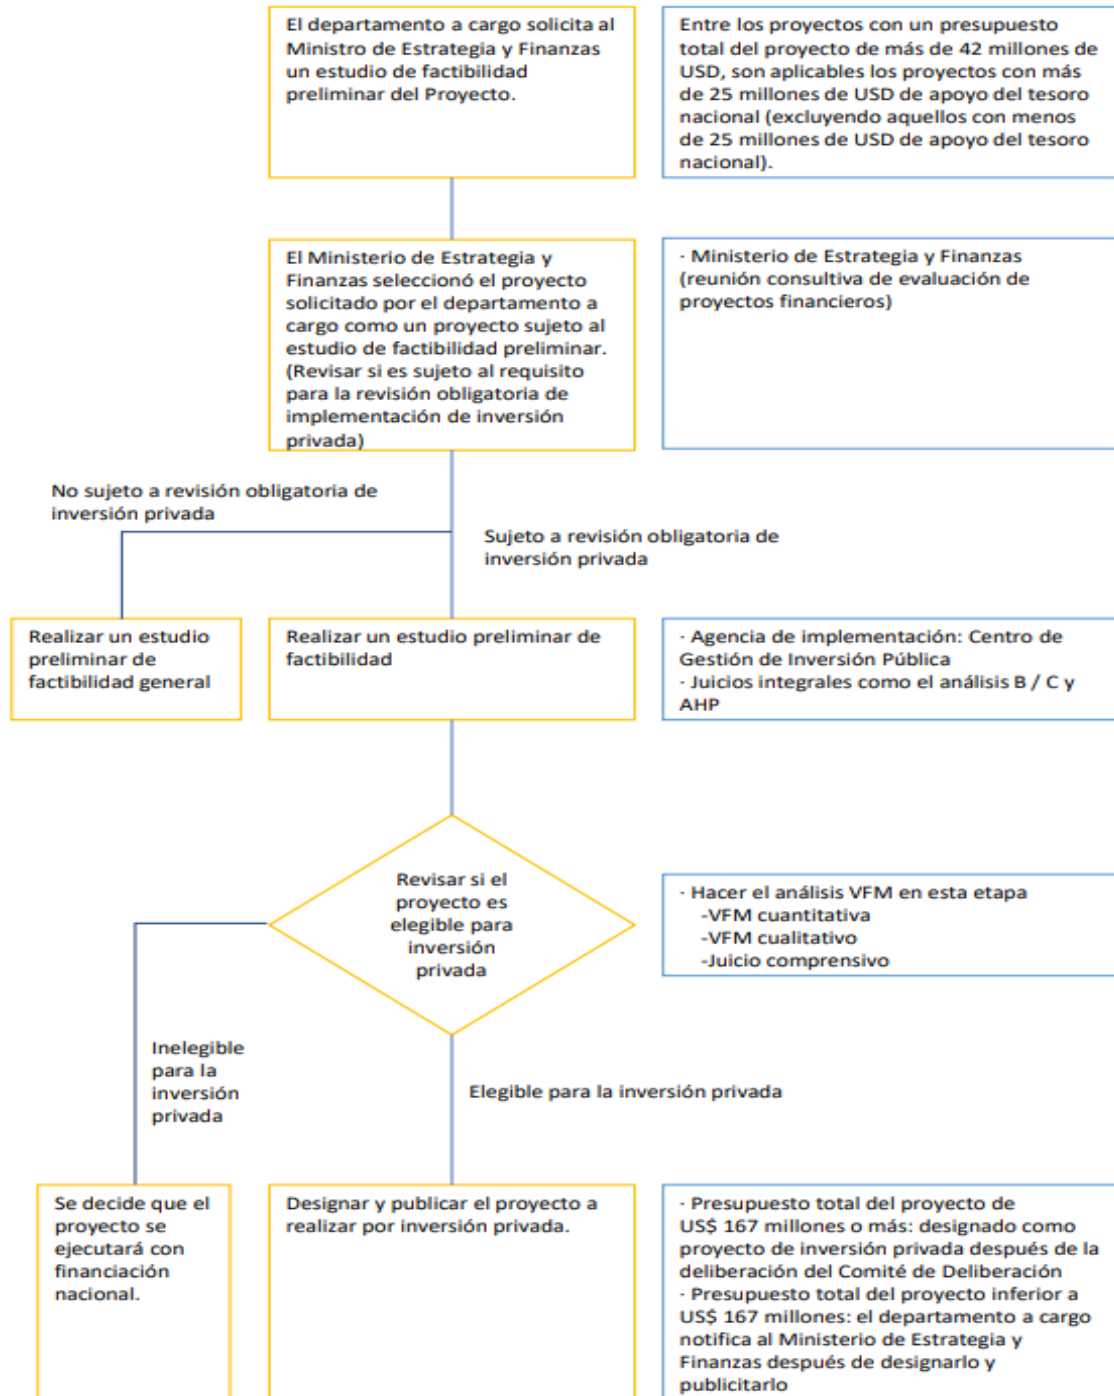 El departamento a cargo solicita al
Ministro de Estrategia y Finanzas
un estudio de factibilidad
preliminar del Proyecto.
Entre los proyectos con un presupuesto
total del proyecto de más de 42 millones de
USD, son aplicables los proyectos con más
de 25 millones de USD de apoyo del tesoro
nacional (excluyendo aquellos con menos
de 25 millones de USD de apoyo del tesoro
nacional).
El Ministerio de Estrategia y
Finanzas seleccionó el proyecto
solicitado por el departamento a
cargo como un proyecto sujeto al
estudio de factibilidad preliminar.
(Revisar si es sujeto al requisito
para la revisión obligatoria de
implementación de inversión
privada)
· Ministerio de Estrategia y Finanzas
(reunión consultiva de evaluación de
proyectos financieros)
No sujeto a revisión obligatoria de
inversión privada
Sujeto a revisión obligatoria de
inversión privada
Realizar un estudio
preliminar de
factibilidad general
Realizar un estudio preliminar de
factibilidad
· Agencia de implementación: Centro de
Gestión de Inversión Pública
· Juicios integrales como el análisis B / C y
AHP
Revisar si el
proyecto es
elegible para
inversión
privada
· Hacer el análisis VFM en esta etapa
-VFM cuantitativa
-VFM cualitativo
-Juicio comprensivo
Inelegible
para la
inversión
privada
Elegible para la inversión privada
Se decide que el
proyecto se
ejecutará con
financiación
nacional.
Designar y publicar el proyecto a
realizar por inversión privada.
· Presupuesto total del proyecto de
US$ 167 millones o más: designado como
proyecto de inversión privada después de la
deliberación del Comité de Deliberación
· Presupuesto total del proyecto inferior a
US$ 167 millones: el departamento a cargo
notifica al Ministerio de Estrategia y
Finanzas después de designarlo y
publicitarlo